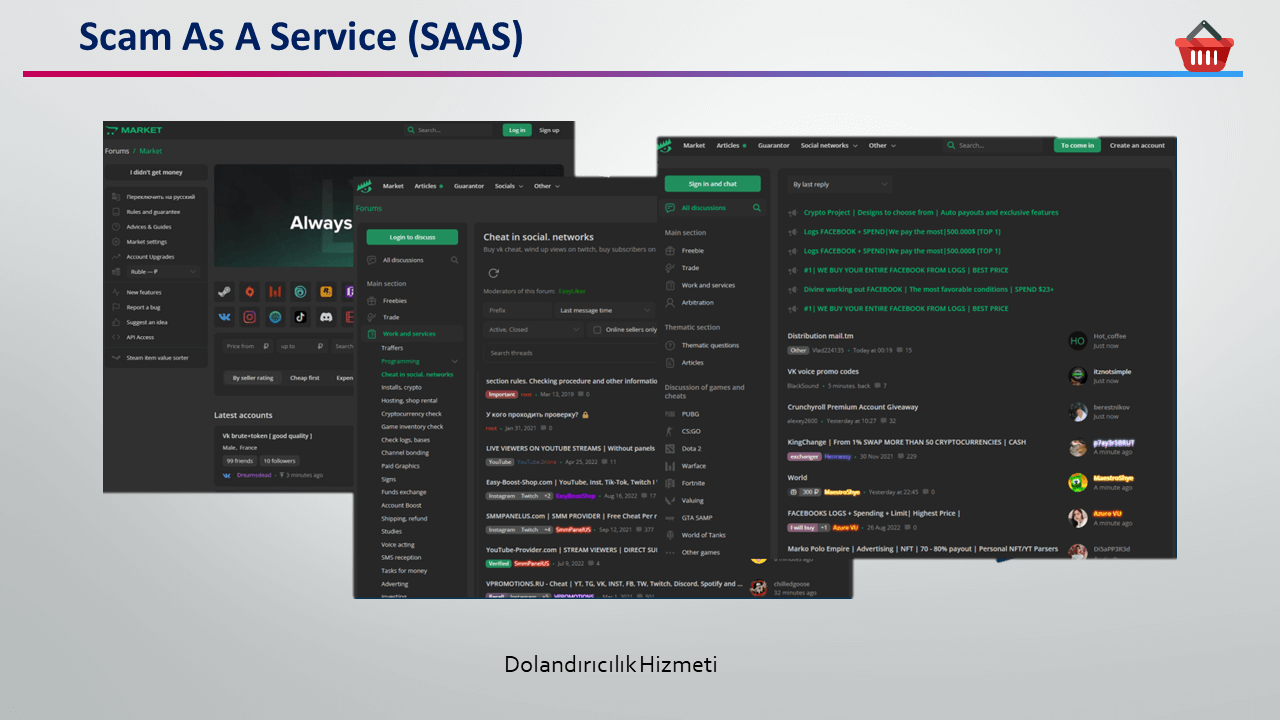 Scam As A Service (SAAS)
MARKET
Search...
Log in
Sign up
Forums / Market
I didn't get money
Переключить на русский
Rules and guarantee
Advices & Guides
Market settings
Account Upgrades
Ruble — ₽
New features
Report a bug
Suggest an idea
API Access
Steam item value sorter
Always
Price from ₽
up to ₽
Search
By seller rating
Cheap first
Expen
Latest accounts
Vk brute+token [ good quality ]
Male, France
99 friends
10 followers
Dreamsdead • 3 minutes ago
Market
Articles
Guarantor
Socials
Other
Forums
Login to discuss
All discussions
Main section
Freebies
Trade
Work and services
Traffers
Programming
Cheat in social. networks
Installs, crypto
Hosting, shop rental
Cryptocurrency check
Game inventory check
Check logs, bases
Channel bonding
Paid Graphics
Signs
Funds exchange
Account Boost
Shipping, refund
Studies
Voice acting
SMS reception
Tasks for money
Adverting
Investing
Cheat in social. networks
Buy vk cheat, wind up views on twitch, buy subscribers on
Moderators of this forum: EasyLiker
Prefix
Last message time
Active, Closed
Online sellers only
Search threads
section rules. Checking procedure and other informatio
Important root • Mar 13, 2019 0
У кого проходить проверку?
root • Jan 31, 2021 0
LIVE VIEWERS ON YOUTUBE STREAMS | Without panels
YouTube • Apr 25, 2022 11
Easy-Boost-Shop.com | YouTube, Inst, Tik-Tok, Twitch |
Instagram Twitch +2 EasyBoostShop • Aug 16, 2022 17
SMMPANELUS.com | SMM PROVIDER | Free Cheat Per r
Instagram Twitch +4 SmmPanelUS • Sep 12, 2021 377
YouTube-Provider.com | STREAM VIEWERS | DIRECT SUI
Verified SmmPanelUS • Jul 9, 2022 4
VPROMOTIONS.RU - Cheat | YT, TG, VK, INST, FB, TW, Twitch, Discord, Spotify and ...
VPROMOTIONS
chilledgoose
32 minutes ago
Market
Articles
Guarantor
Social networks
Other
Search...
To come in
Create an account
Sign in and chat
All discussions
Main section
Freebie
Trade
Work and services
Arbitration
Thematic section
Thematic questions
Articles
Discussion of games and
cheats
PUBG
CS:GO
Dota 2
Warface
Fortnite
Valuing
GTA SAMP
World of Tanks
Other games
By last reply
Crypto Project | Designs to choose from | Auto payouts and exclusive features
Logs FACEBOOK + SPEND|We pay the most|500.000$ [TOP 1]
Logs FACEBOOK + SPEND|We pay the most|500.000$ [TOP 1]
#1| WE BUY YOUR ENTIRE FACEBOOK FROM LOGS | BEST PRICE
Divine working out FACEBOOK | The most favorable conditions | SPEND $23+
#1| WE BUY YOUR ENTIRE FACEBOOK FROM LOGS | BEST PRICE
Distribution mail.tm
Other Vlad224135 • Today at 00:19 15
HO
Hot_coffee
Just now
VK voice promo codes
BlackSound • 5 minutes. back 7
itznotsimple
Just now
Crunchyroll Premium Account Giveaway
alexey2600 • Yesterday at 10:27 32
berestnikov
Just now
KingChange | From 1% SWAP MORE THAN 50 CRYPTOCURRENCIES | CASH
exchanger Hennessy • 30 Nov 2021 229
A minute ago
World
300 ₽ MaestroShye • Yesterday at 22:45 0
MaestroShye
A minute ago
FACEBOOKS LOGS + Spending + Limit| Highest Price |
I will buy +1 Azure VU • 26 Aug 2022 0
Azure VU
A minute ago
Marko Polo Empire | Advertising | NFT | 70 - 80% payout | Personal NFT/YT Parsers
Di5aPP3R3d
Dolandırıcılık Hizmeti